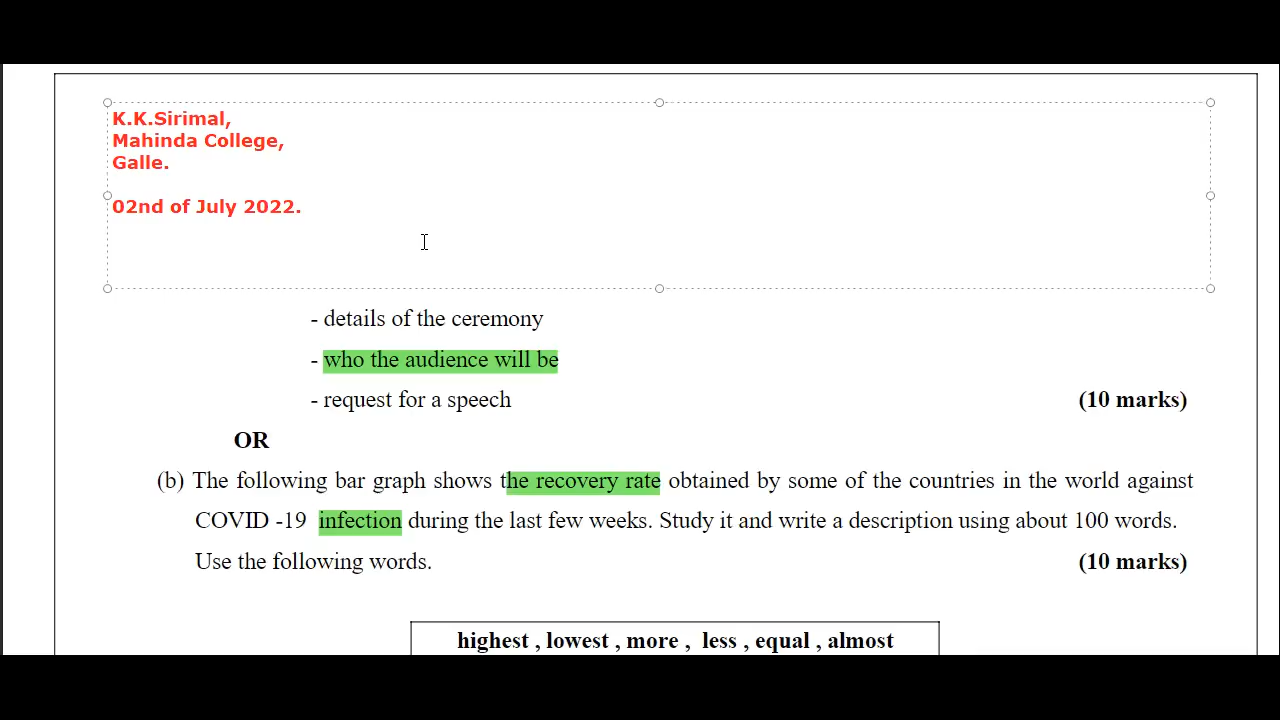 K.K.Sirimal,
Mahinda College,
Galle.
02nd of July 2022.
- details of the ceremony
- who the audience will be
- request for a speech (10 marks)
OR
(b) The following bar graph shows the recovery rate obtained by some of the countries in the world against
COVID -19 infection during the last few weeks. Study it and write a description using about 100 words.
Use the following words. (10 marks)
highest , lowest , more , less , equal , almost